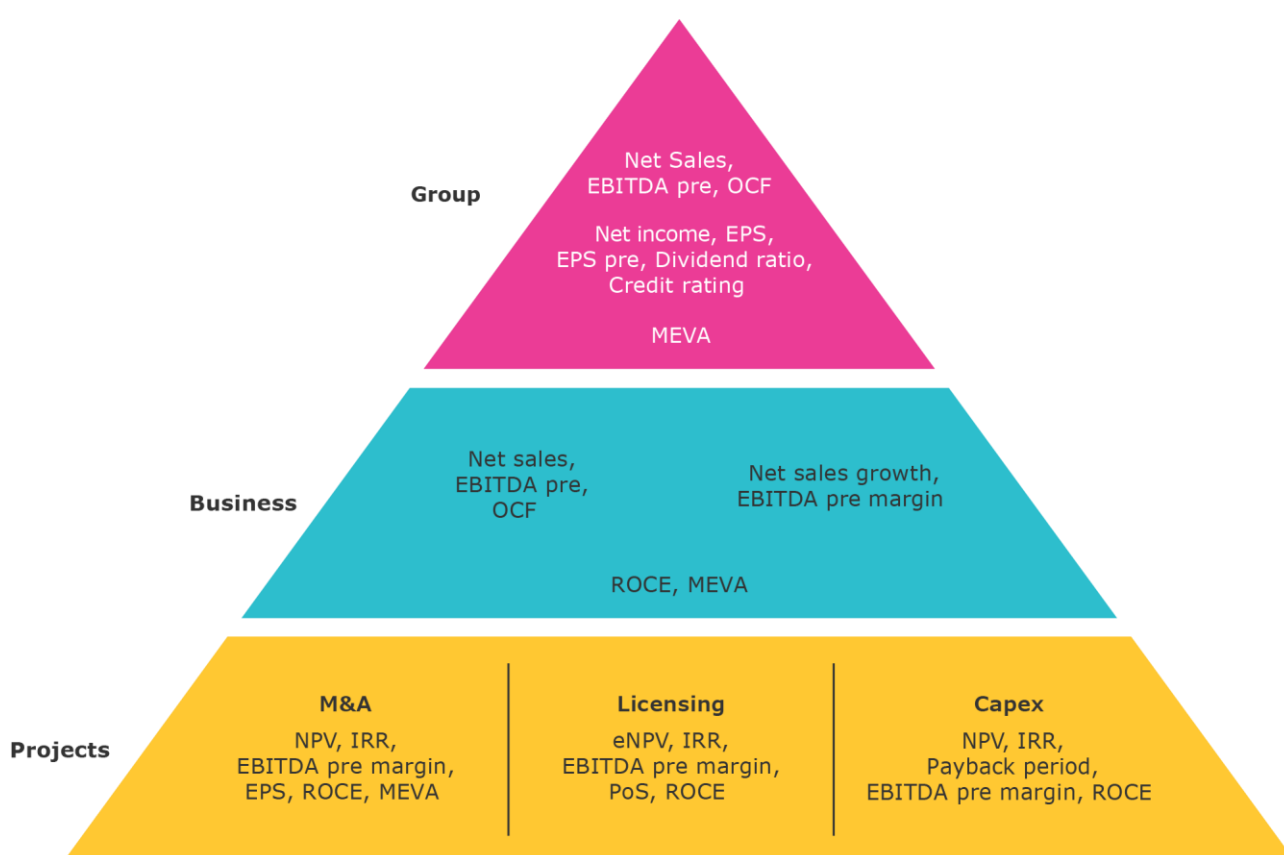 Group
Net Sales,
EBITDA pre, OCF
Net income, EPS,
EPS pre, Dividend ratio,
Credit rating
MEVA
Business
Net sales,
EBITDA pre,
OCF
Net sales growth,
EBITDA pre margin
ROCE, MEVA
Projects
M&A
NPV, IRR,
EBITDA pre margin,
EPS, ROCE, MEVA
Licensing
eNPV, IRR,
EBITDA pre margin,
PoS, ROCE
Capex
NPV, IRR,
Payback period,
EBITDA pre margin, ROCE